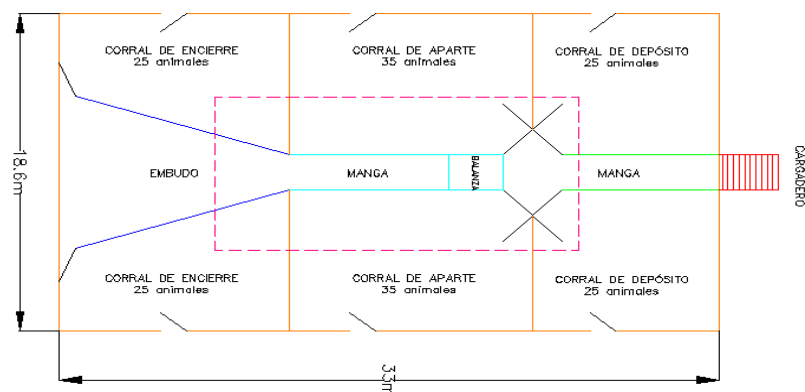 CORRAL DE ENCIERRE
25 animales
CORRAL DE APARTE
35 animales
CORRAL DE DEPÓSITO
25 animales
18.6m
EMBUDO
MANGA
BALANZA
MANGA
CARGADERO
CORRAL DE ENCIERRE
25 animales
CORRAL DE APARTE
35 animales
CORRAL DE DEPÓSITO
25 animales
33m